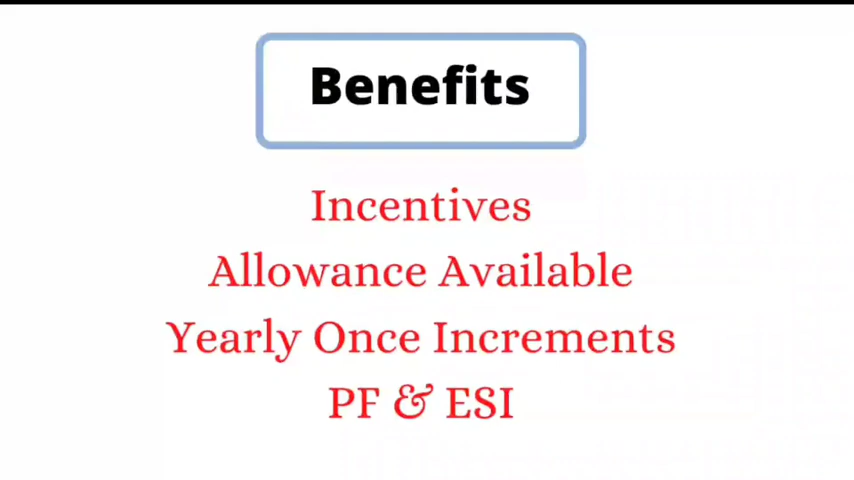 Benefits
Incentives
Allowance Available
Yearly Once Increments
PF & ESI